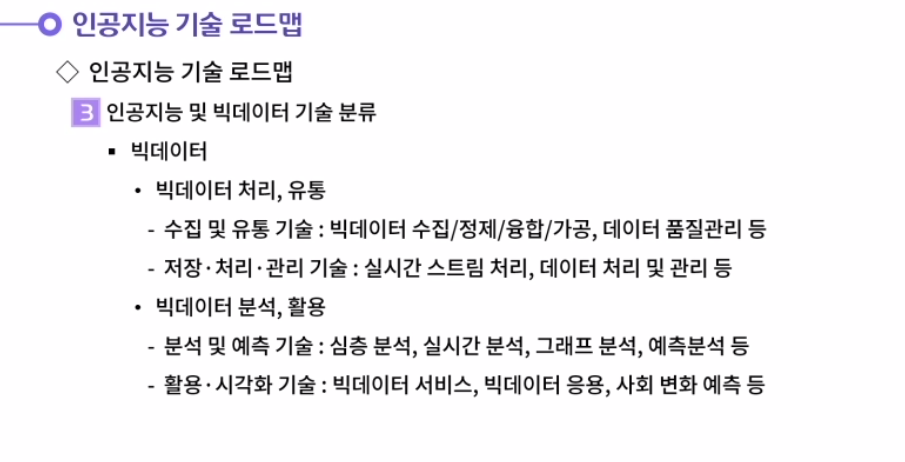 인공지능 기술 로드맵
◇ 인공지능 기술 로드맵
3 인공지능 및 빅데이터 기술 분류
▪ 빅데이터
• 빅데이터 처리, 유통
- 수집 및 유통 기술 : 빅데이터 수집/정제/융합/가공, 데이터 품질관리 등
- 저장·처리·관리 기술 : 실시간 스트림 처리, 데이터 처리 및 관리 등
• 빅데이터 분석, 활용
- 분석 및 예측 기술 : 심층 분석, 실시간 분석, 그래프 분석, 예측분석 등
- 활용·시각화 기술 : 빅데이터 서비스, 빅데이터 응용, 사회 변화 예측 등